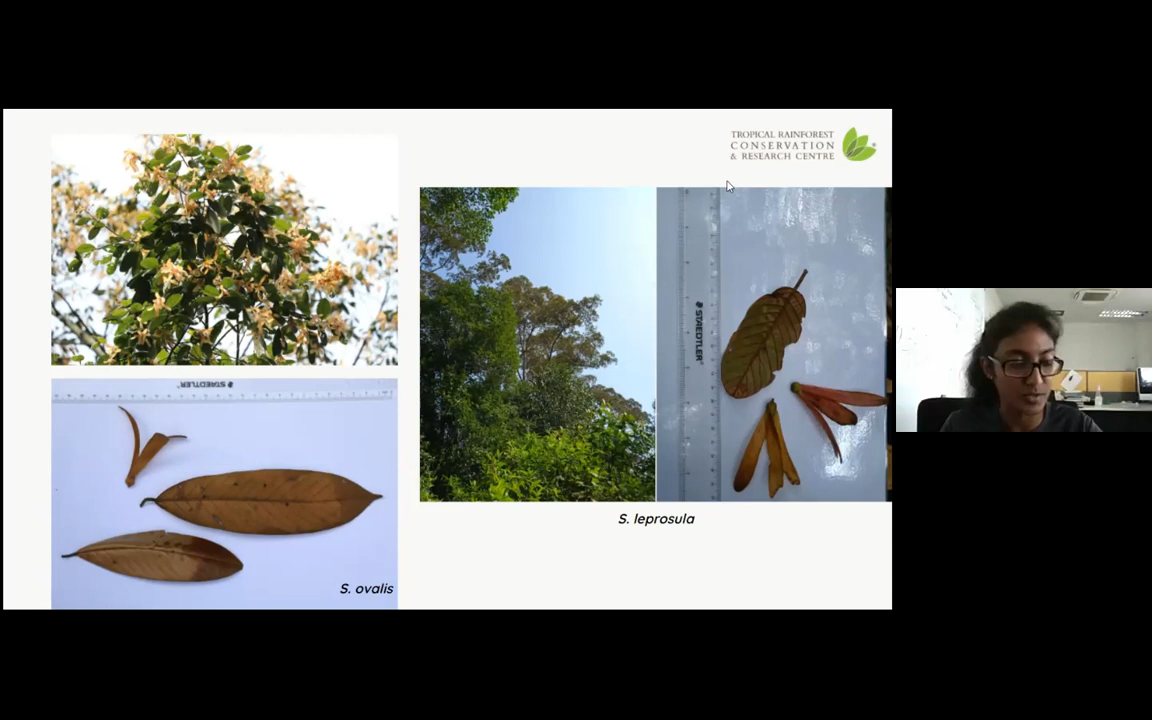 TROPICAL RAINFOREST
CONSERVATION
& RESEARCH CENTRE
STAEDTLER
STAEDTLER
S. leprosula
S. ovalis